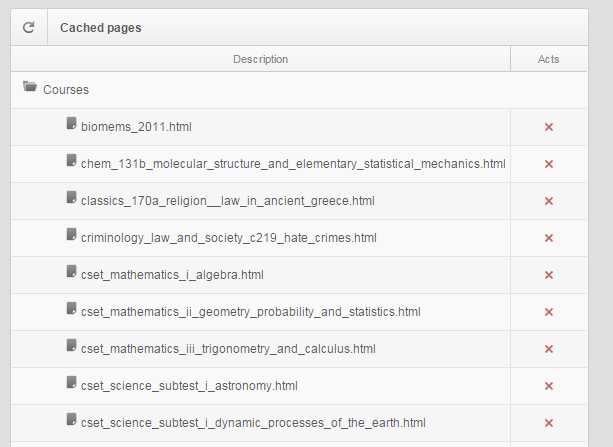 Cached pages
Description Acts
Courses
biomems_2011.html
chem_131b_molecular_structure_and_elementary_statistical_mechanics.html
classics_170a_religion__law_in_ancient_greece.html
criminology_law_and_society_c219_hate_crimes.html
cset_mathematics_i_algebra.html
cset_mathematics_ii_geometry_probability_and_statistics.html
cset_mathematics_iii_trigonometry_and_calculus.html
cset_science_subtest_i_astronomy.html
cset_science_subtest_i_dynamic_processes_of_the_earth.html